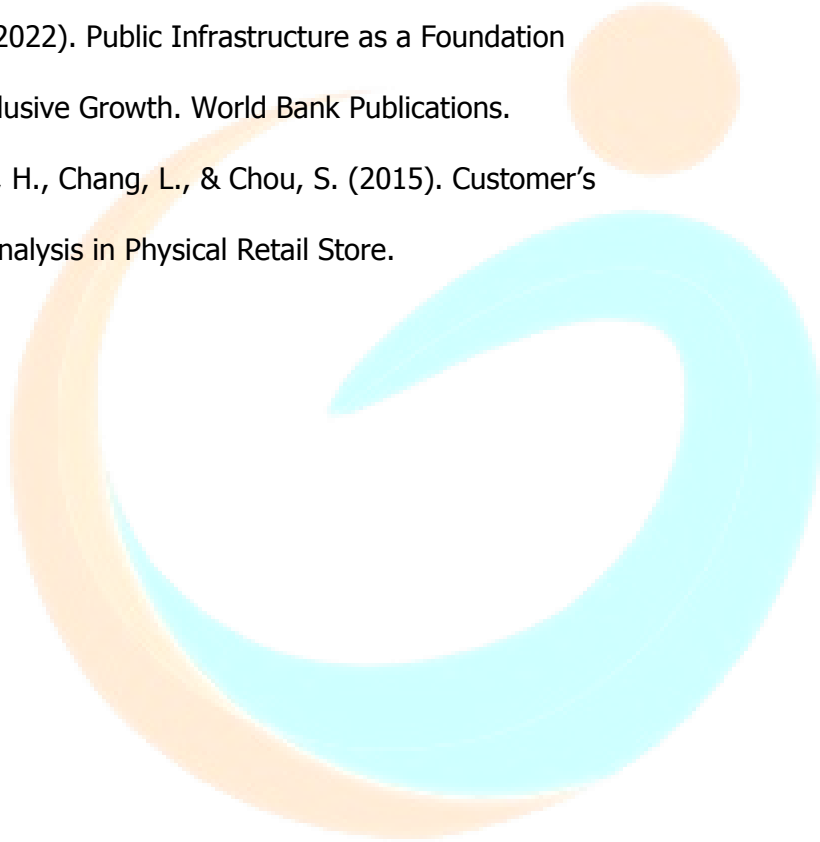 2022). Public Infrastructure as a Foundation
lusive Growth. World Bank Publications.
H., Chang, L., & Chou, S. (2015). Customer’s
nalysis in Physical Retail Store.